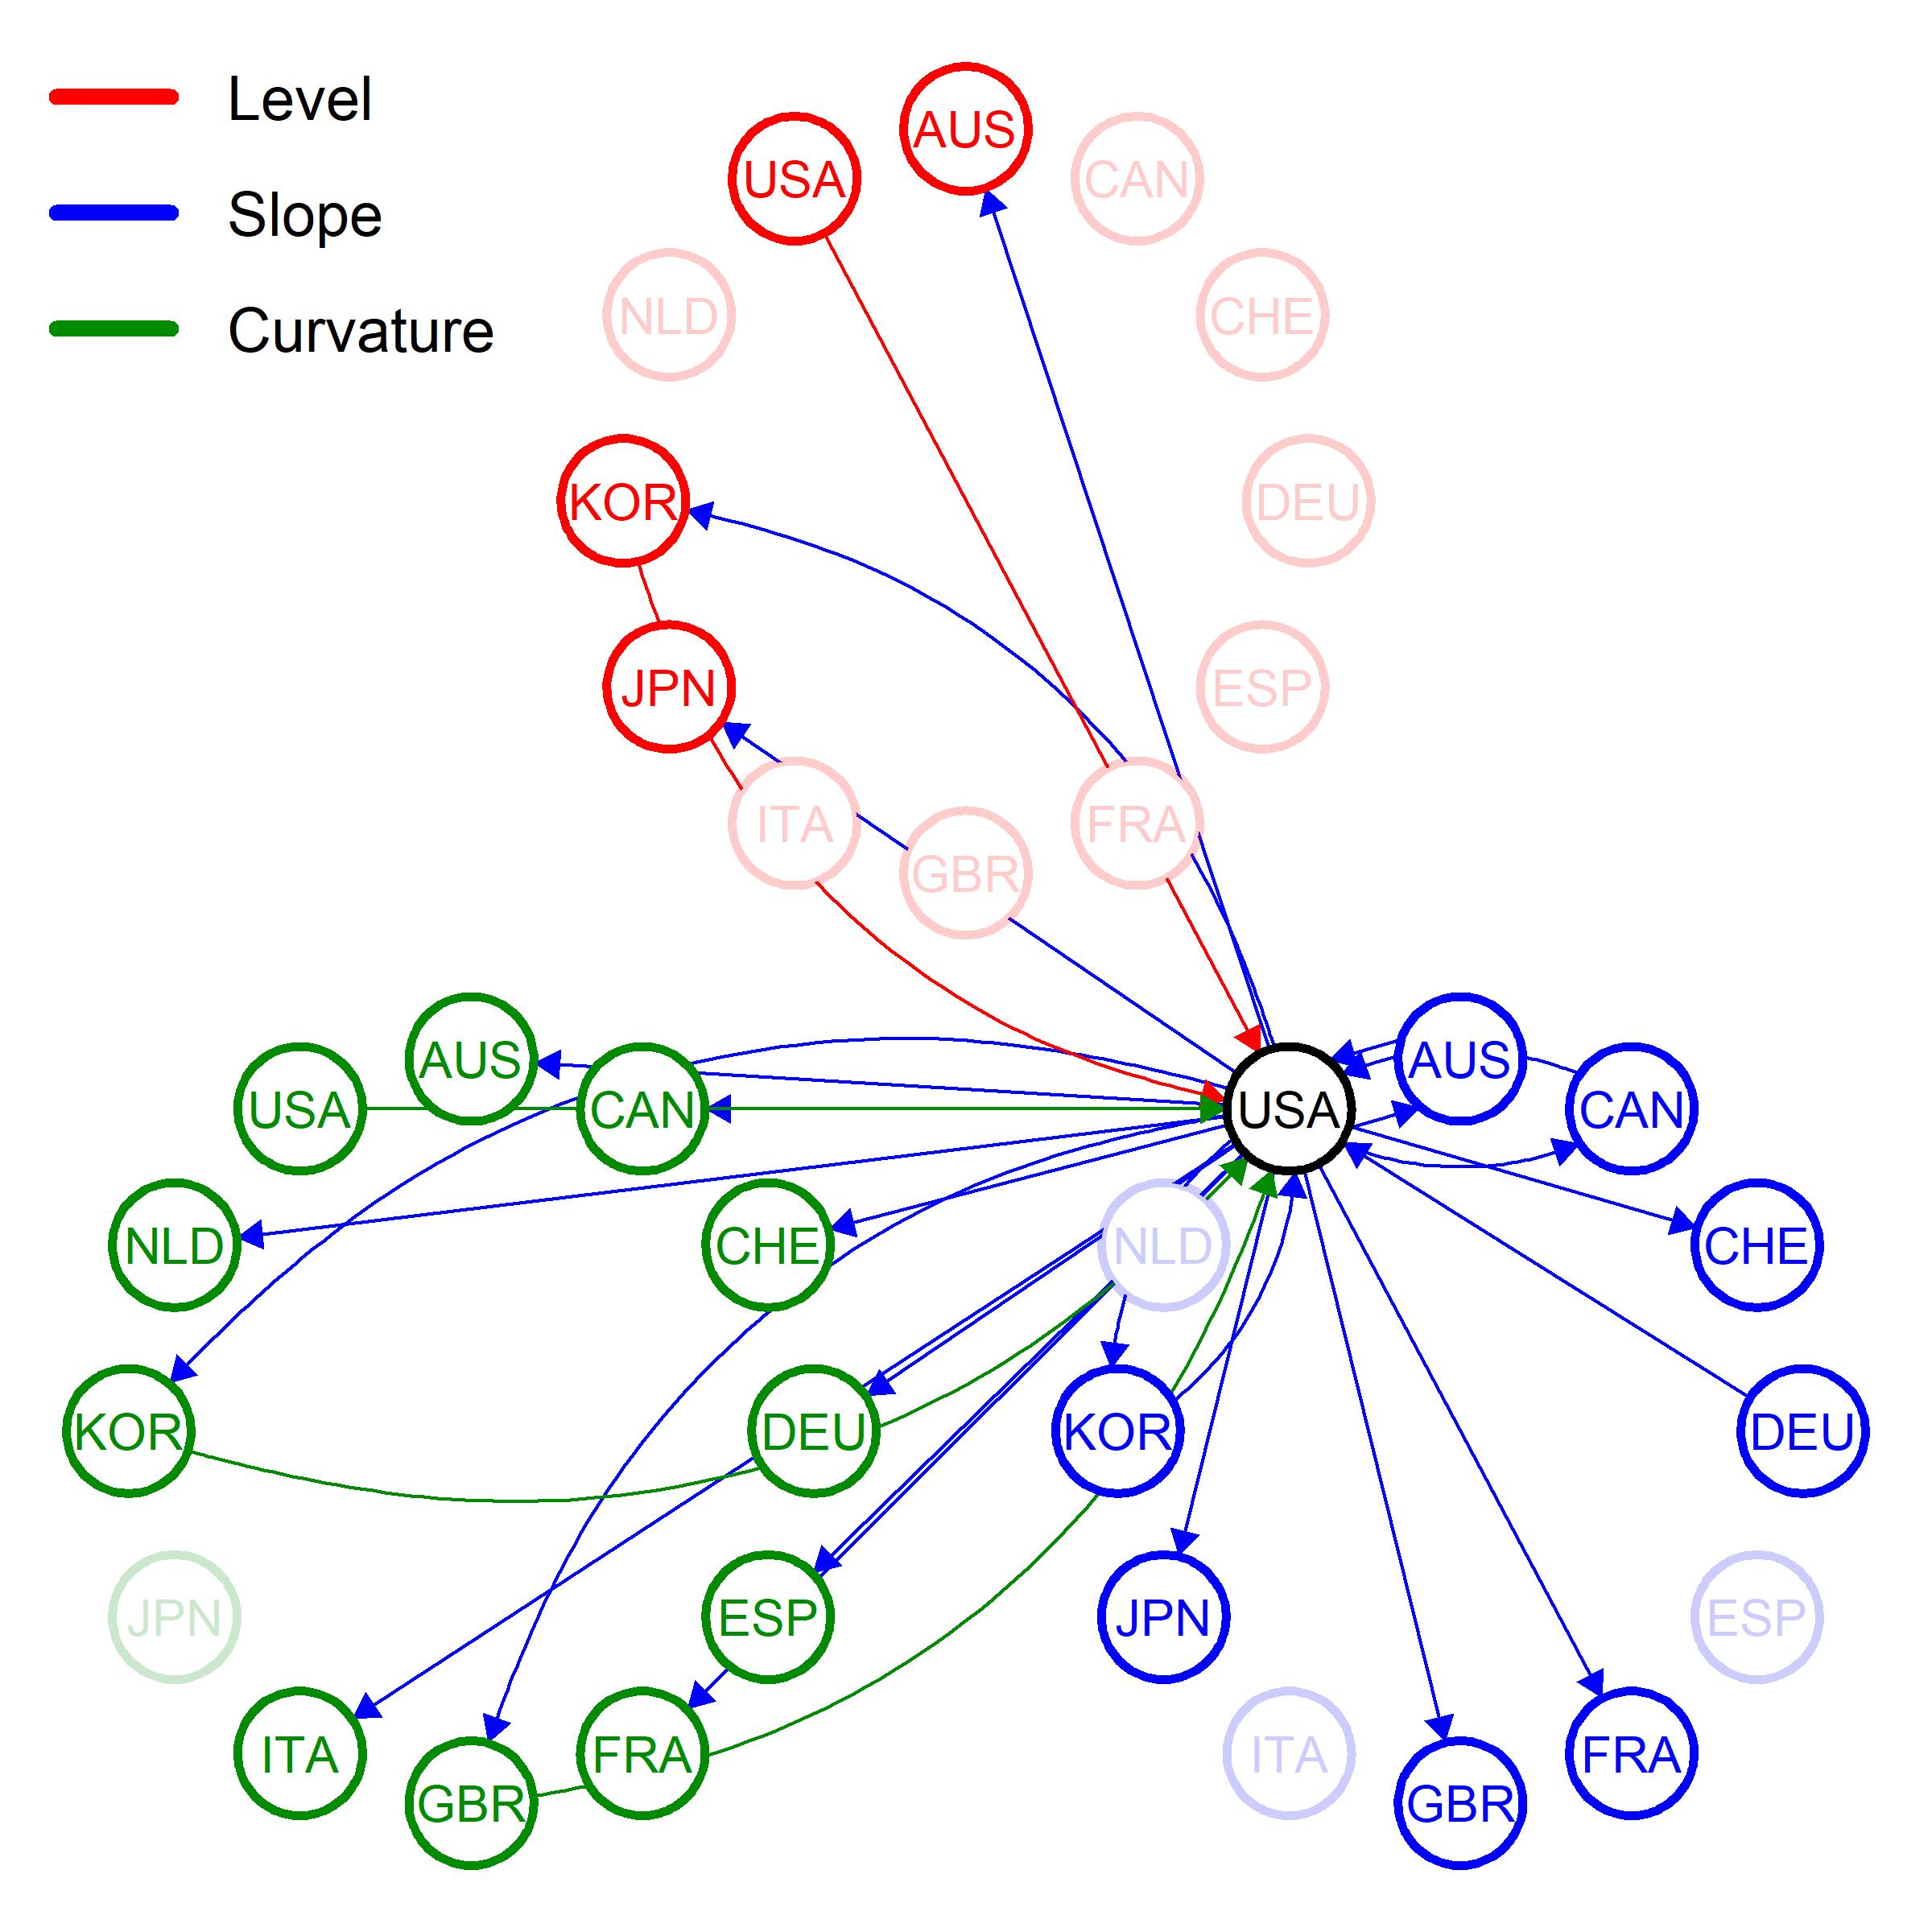 Level
Slope
Curvature
AUS
USA
CAN
NLD
CHE
KOR
DEU
JPN
ESP
ITA
FRA
GBR
AUS
USA
CAN
NLD
CHE
KOR
DEU
JPN
ESP
ITA
GBR
FRA
USA
AUS
CAN
NLD
CHE
KOR
DEU
JPN
ESP
ITA
GBR
FRA